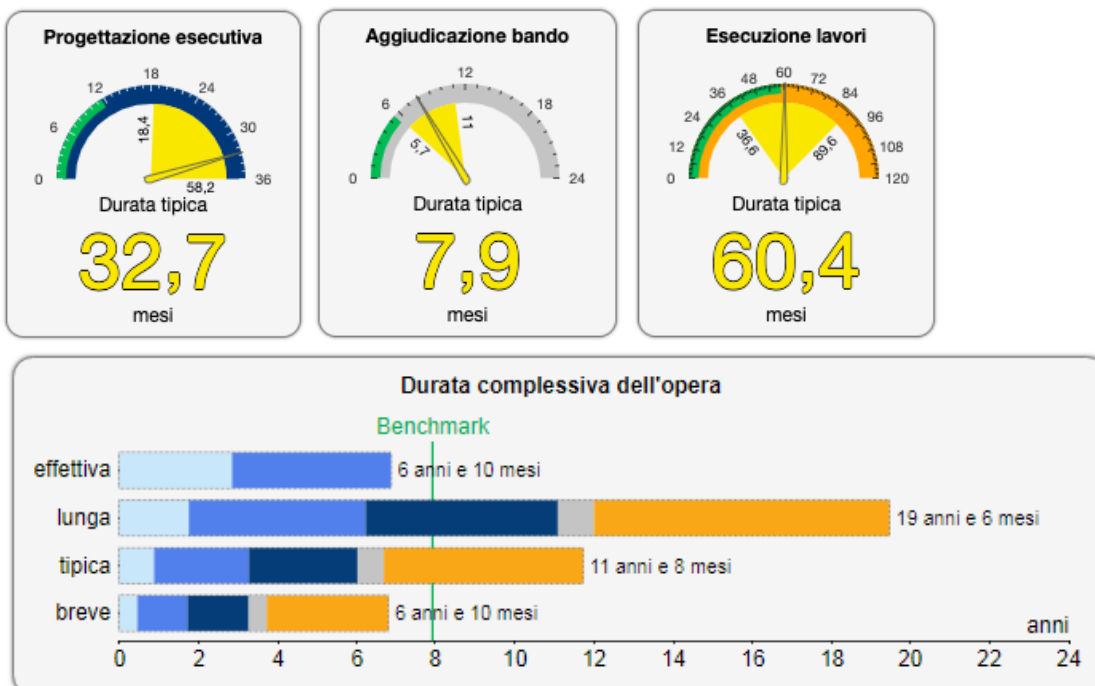 Progettazione esecutiva
0
6
12
18
24
30
36
18,4
58,2
Durata tipica
32,7
mesi
Aggiudicazione bando
0
6
12
18
24
5,7
11
Durata tipica
7,9
mesi
Esecuzione lavori
0
12
24
36
48
60
72
84
96
108
120
36,6
89,6
Durata tipica
60,4
mesi
Durata complessiva dell'opera
Benchmark
effettiva 6 anni e 10 mesi
lunga 19 anni e 6 mesi
tipica 11 anni e 8 mesi
breve 6 anni e 10 mesi
anni
0 2 4 6 8 10 12 14 16 18 20 22 24